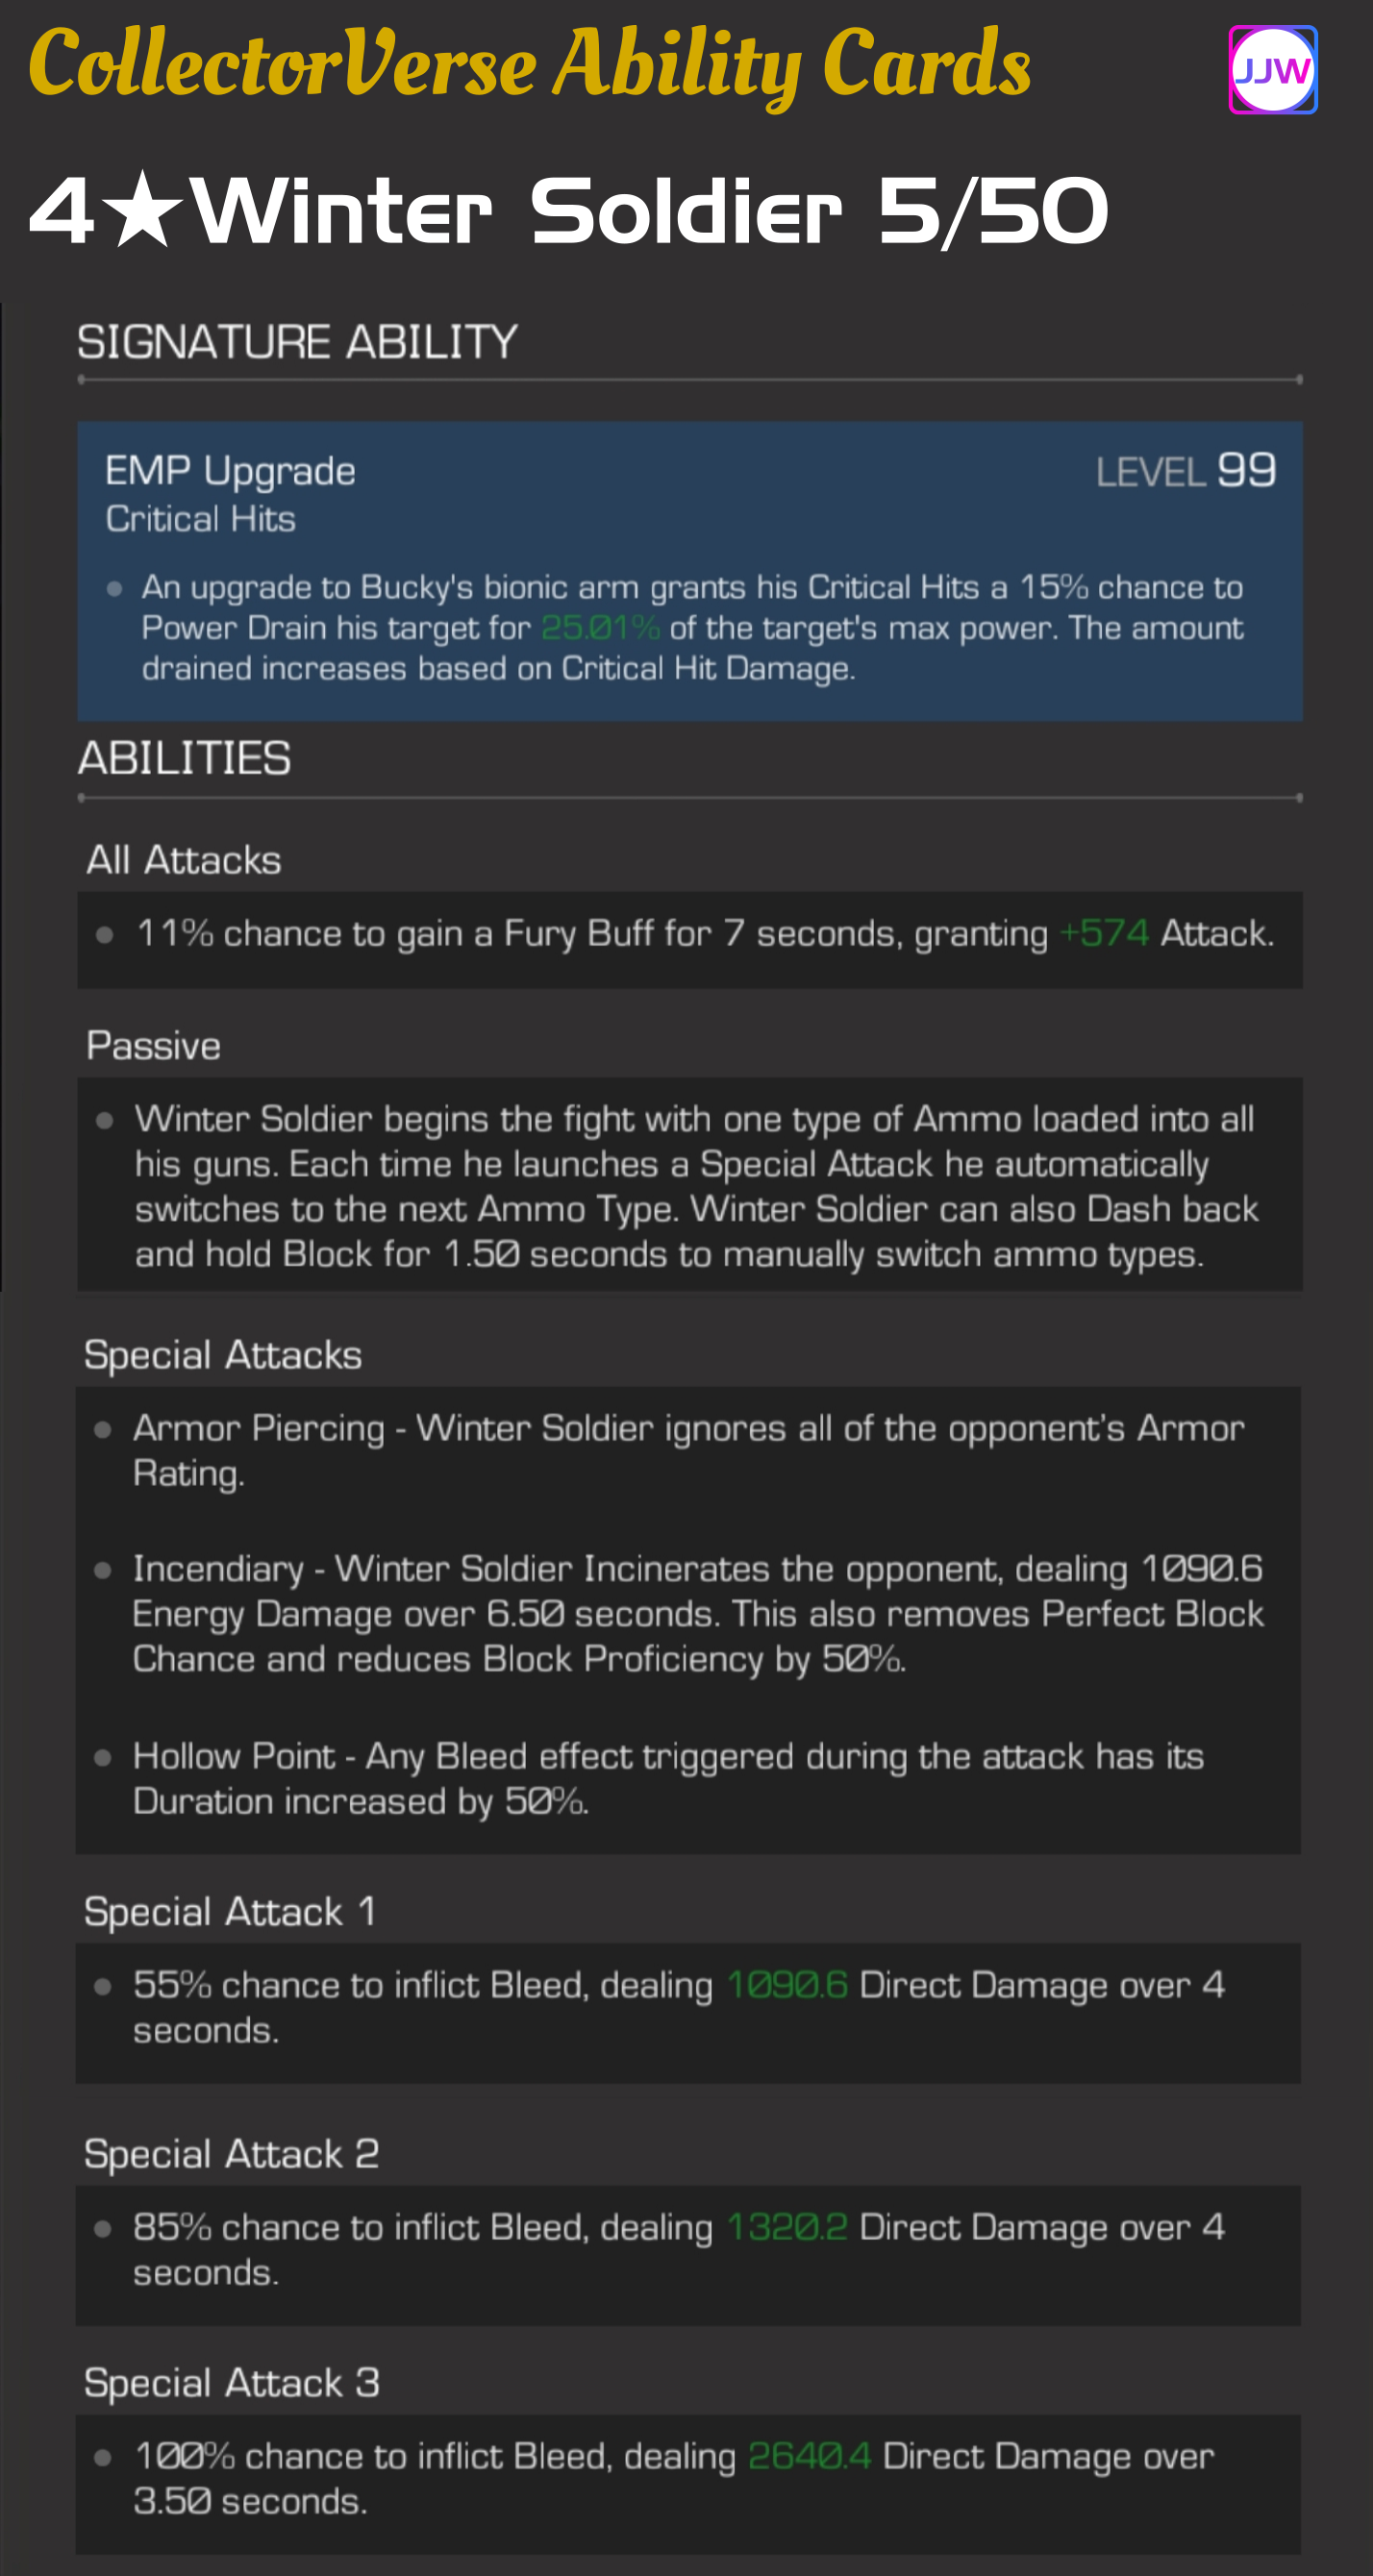 CollectorVerse Ability Cards
JJW
4★Winter Soldier 5/50
SIGNATURE ABILITY
EMP Upgrade
LEVEL 99
Critical Hits
An upgrade to Bucky's bionic arm grants his Critical Hits a 15% chance to
Power Drain his target for 25.01% of the target's max power. The amount
drained increases based on Critical Hit Damage.
ABILITIES
All Attacks
11% chance to gain a Fury Buff for 7 seconds, granting +574 Attack.
Passive
Winter Soldier begins the fight with one type of Ammo loaded into all
his guns. Each time he launches a Special Attack he automatically
switches to the next Ammo Type. Winter Soldier can also Dash back
and hold Block for 1.50 seconds to manually switch ammo types.
Special Attacks
Armor Piercing - Winter Soldier ignores all of the opponent's Armor
Rating.
Incendiary - Winter Soldier Incinerates the opponent, dealing 1090.6
Energy Damage over 6.50 seconds. This also removes Perfect Block
Chance and reduces Block Proficiency by 50%.
Hollow Point - Any Bleed effect triggered during the attack has its
Duration increased by 50%.
Special Attack 1
55% chance to inflict Bleed, dealing 1090.6 Direct Damage over 4
seconds.
Special Attack 2
85% chance to inflict Bleed, dealing 1320.2 Direct Damage over 4
seconds.
Special Attack 3
100% chance to inflict Bleed, dealing 2640.4 Direct Damage over
3.50 seconds.